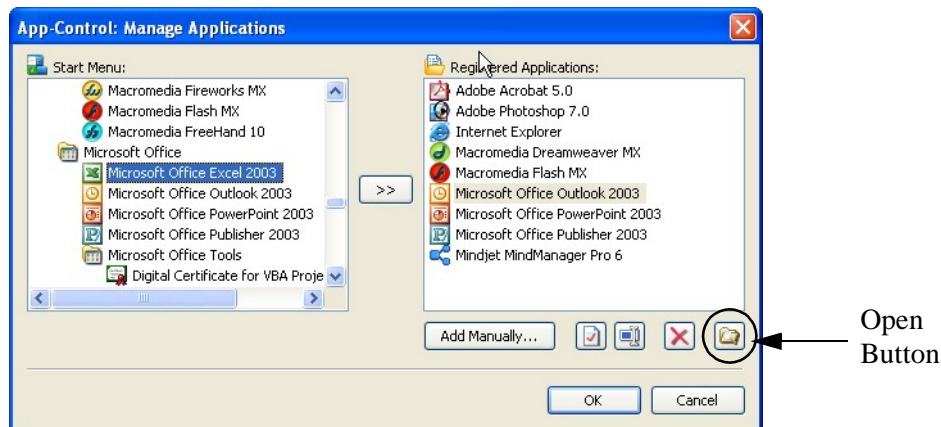 App-Control: Manage Applications
Start Menu:
Macromedia Fireworks MX
Macromedia Flash MX
Macromedia FreeHand 10
Microsoft Office
Microsoft Office Excel 2003
Microsoft Office Outlook 2003
Microsoft Office PowerPoint 2003
Microsoft Office Publisher 2003
Microsoft Office Tools
Digital Certificate for VBA Proje
>>
Registered Applications:
Adobe Acrobat 5.0
Adobe Photoshop 7.0
Internet Explorer
Macromedia Dreamweaver MX
Macromedia Flash MX
Microsoft Office Outlook 2003
Microsoft Office PowerPoint 2003
Microsoft Office Publisher 2003
Mindjet MindManager Pro 6
Add Manually...
Open
Button
OK
Cancel